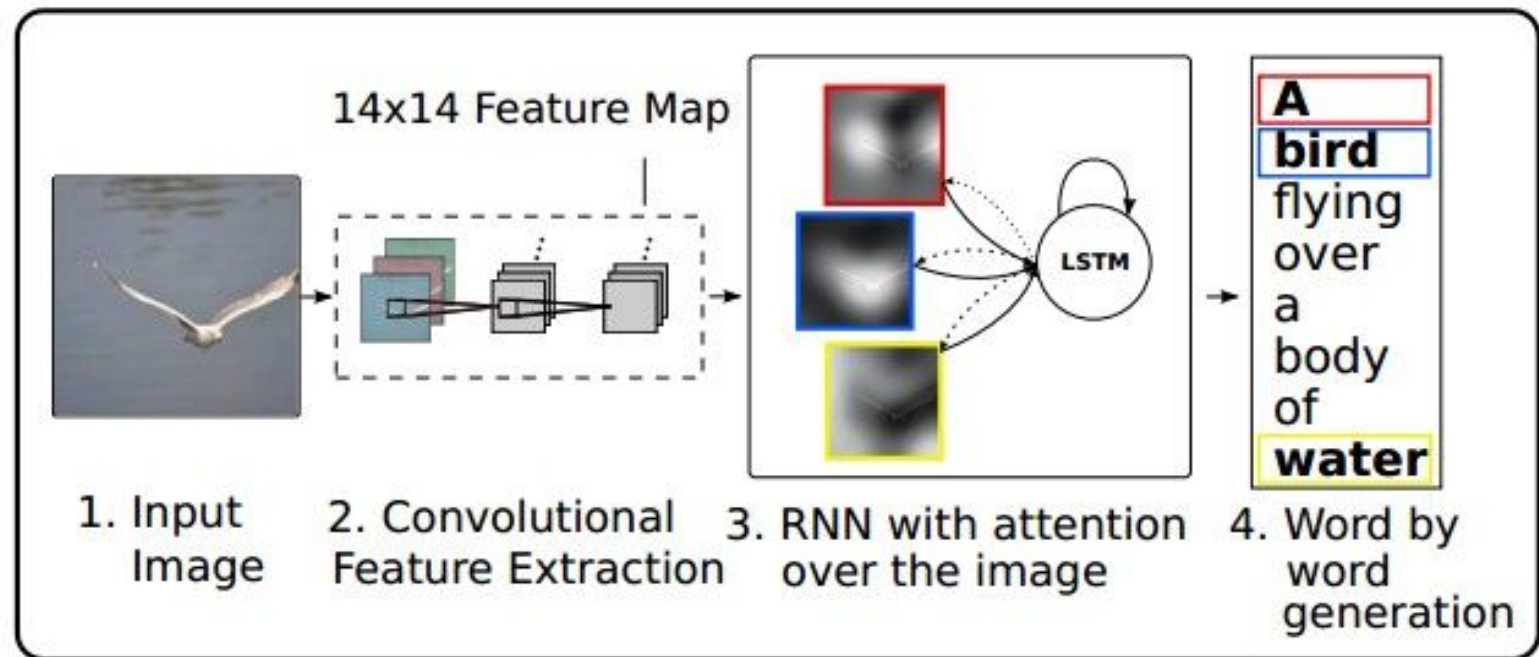 14x14 Feature Map
LSTM
A
bird
flying
over
a
body
of
water
1. Input
Image
2. Convolutional
Feature Extraction
3. RNN with attention
over the image
4. Word by
word
generation